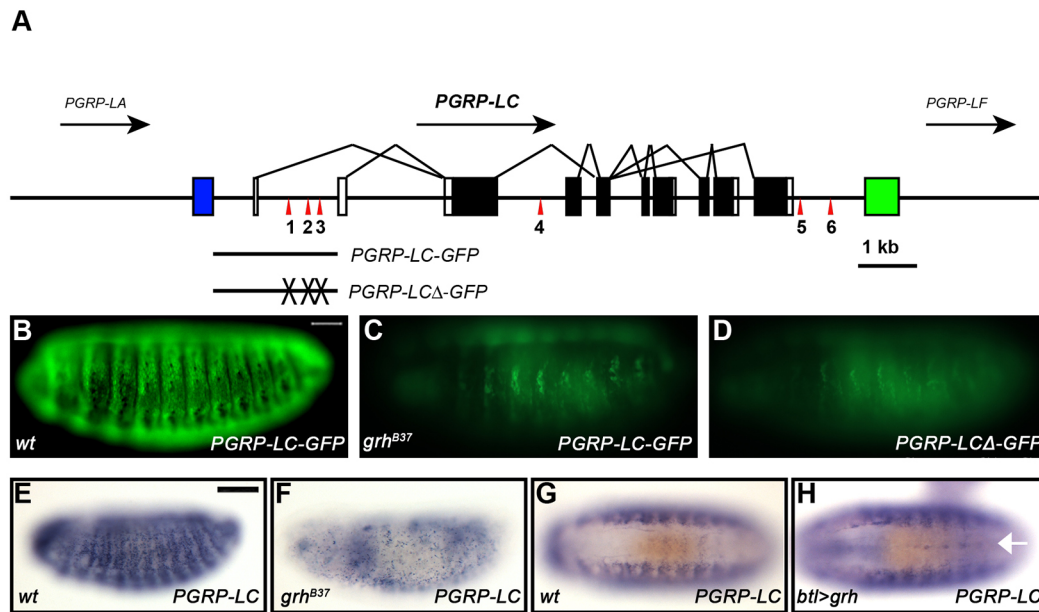 A
PGRP-LA
PGRP-LC
PGRP-LF
1 2 3 4 5 6
1 kb
PGRP-LC-GFP
PGRP-LCΔ-GFP
B
wt
PGRP-LC-GFP
C
grhB37
PGRP-LC-GFP
D
PGRP-LCΔ-GFP
E
wt
PGRP-LC
F
grhB37
PGRP-LC
G
wt
PGRP-LC
H
btl>grh
PGRP-LC